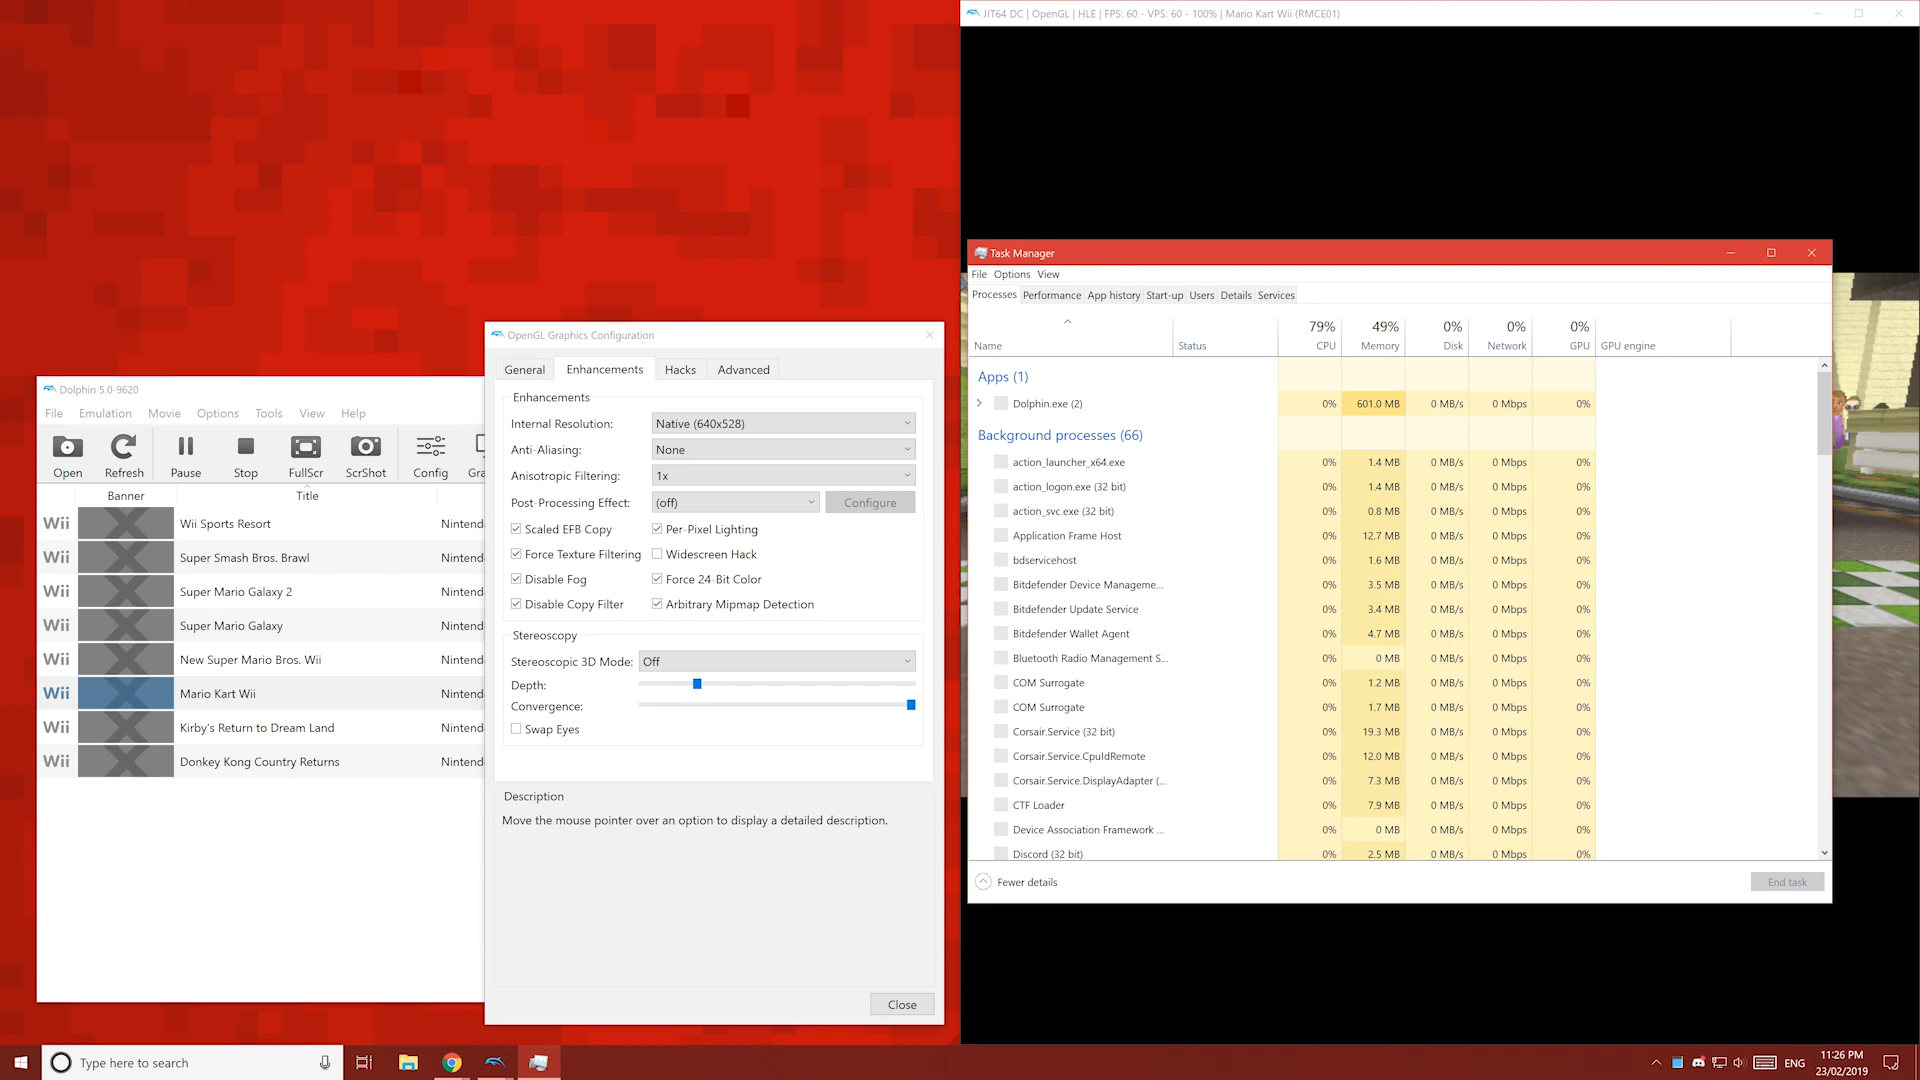 JIT64 DC | OpenGL | HLE | FPS: 60 - VPS: 60 - 100% | Mario Kart Wii (RMCE01)
Dolphin 5.0-9620
File Emulation Movie Options Tools View Help
Open Refresh Pause Stop FullScr ScrShot Config Gra
Banner Title
Wii Wii Sports Resort Nintend
Wii Super Smash Bros. Brawl Nintend
Wii Super Mario Galaxy 2 Nintend
Wii Super Mario Galaxy Nintend
Wii New Super Mario Bros. Wii Nintend
Wii Mario Kart Wii Nintend
Wii Kirby's Return to Dream Land Nintend
Wii Donkey Kong Country Returns Nintend
OpenGL Graphics Configuration
General Enhancements Hacks Advanced
Enhancements
Internal Resolution: Native (640x528)
Anti-Aliasing: None
Anisotropic Filtering: 1x
Post-Processing Effect: (off) Configure
Scaled EFB Copy Per-Pixel Lighting
Force Texture Filtering Widescreen Hack
Disable Fog Force 24-Bit Color
Disable Copy Filter Arbitrary Mipmap Detection
Stereoscopy
Stereoscopic 3D Mode: Off
Depth:
Convergence:
Swap Eyes
Description
Move the mouse pointer over an option to display a detailed description.
Close
Task Manager
File Options View
Processes Performance App history Start-up Users Details Services
79% 49% 0% 0% 0%
Name Status CPU Memory Disk Network GPU GPU engine
Apps (1)
Dolphin.exe (2) 0% 601.0 MB 0 MB/s 0 Mbps 0%
Background processes (66)
action_launcher_x64.exe 0% 1.4 MB 0 MB/s 0 Mbps 0%
action_logon.exe (32 bit) 0% 1.4 MB 0 MB/s 0 Mbps 0%
action_svc.exe (32 bit) 0% 0.8 MB 0 MB/s 0 Mbps 0%
Application Frame Host 0% 12.7 MB 0 MB/s 0 Mbps 0%
bdservicehost 0% 1.6 MB 0 MB/s 0 Mbps 0%
Bitdefender Device Manageme... 0% 3.5 MB 0 MB/s 0 Mbps 0%
Bitdefender Update Service 0% 3.4 MB 0 MB/s 0 Mbps 0%
Bitdefender Wallet Agent 0% 4.7 MB 0 MB/s 0 Mbps 0%
Bluetooth Radio Management S... 0% 0 MB 0 MB/s 0 Mbps 0%
COM Surrogate 0% 1.2 MB 0 MB/s 0 Mbps 0%
COM Surrogate 0% 1.7 MB 0 MB/s 0 Mbps 0%
Corsair.Service (32 bit) 0% 19.3 MB 0 MB/s 0 Mbps 0%
Corsair.Service.CpuIdRemote 0% 12.0 MB 0 MB/s 0 Mbps 0%
Corsair.Service.DisplayAdapter (... 0% 7.3 MB 0 MB/s 0 Mbps 0%
CTF Loader 0% 7.9 MB 0 MB/s 0 Mbps 0%
Device Association Framework ... 0% 0 MB 0 MB/s 0 Mbps 0%
Discord (32 bit) 0% 2.5 MB 0 MB/s 0 Mbps 0%
Fewer details End task
Type here to search
ENG
11:26 PM
23/02/2019